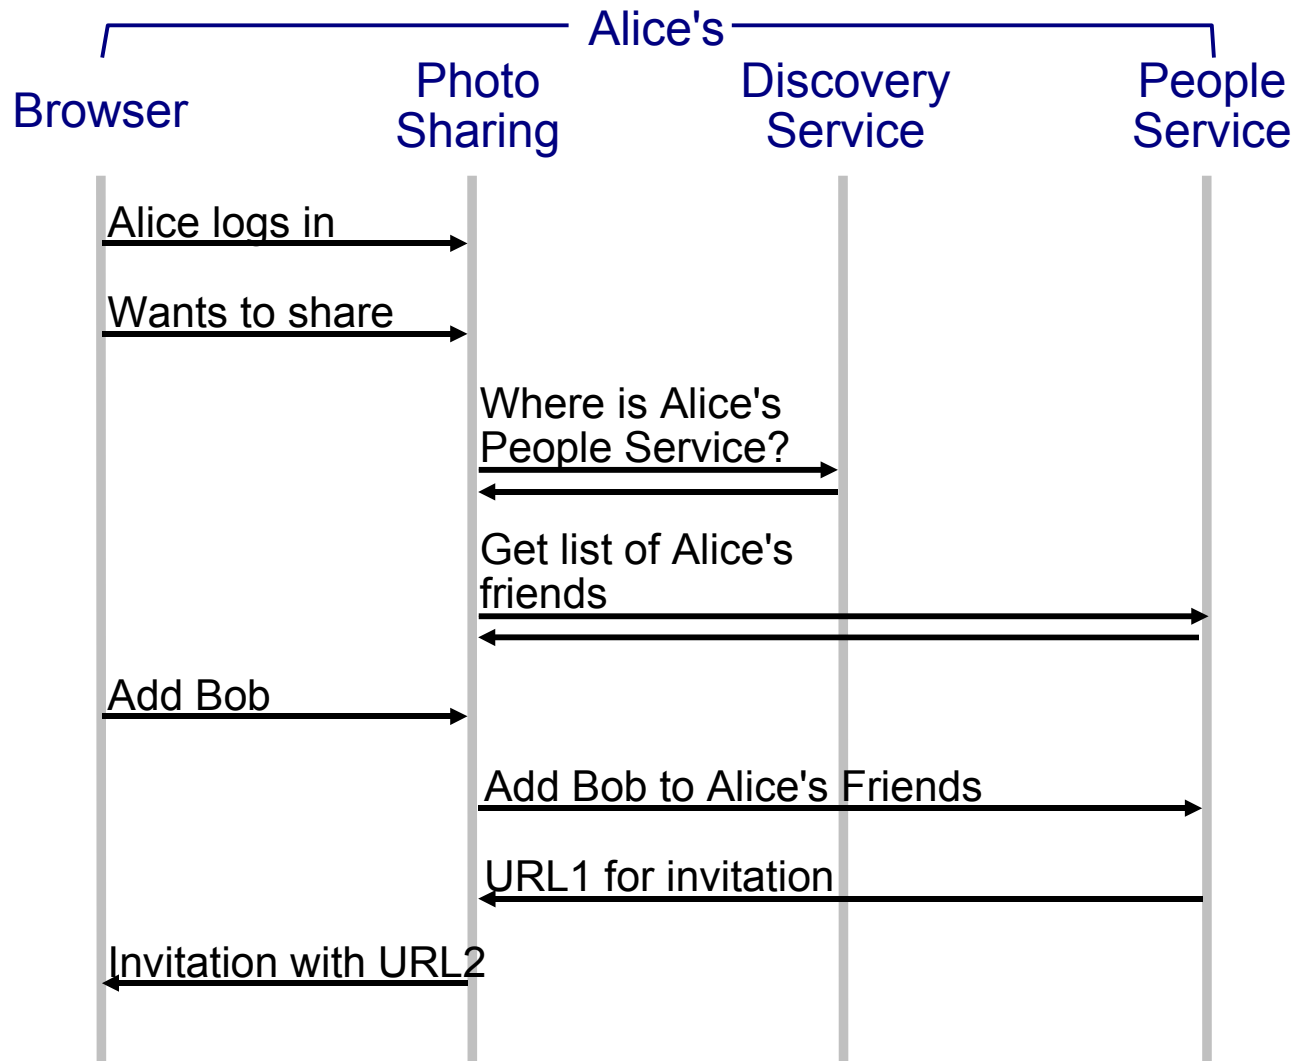 Alice's
Browser
Photo
Sharing
Discovery
Service
People
Service
Alice logs in
Wants to share
Where is Alice's
People Service?
Get list of Alice's
friends
Add Bob
Add Bob to Alice's Friends
URL1 for invitation
Invitation with URL2